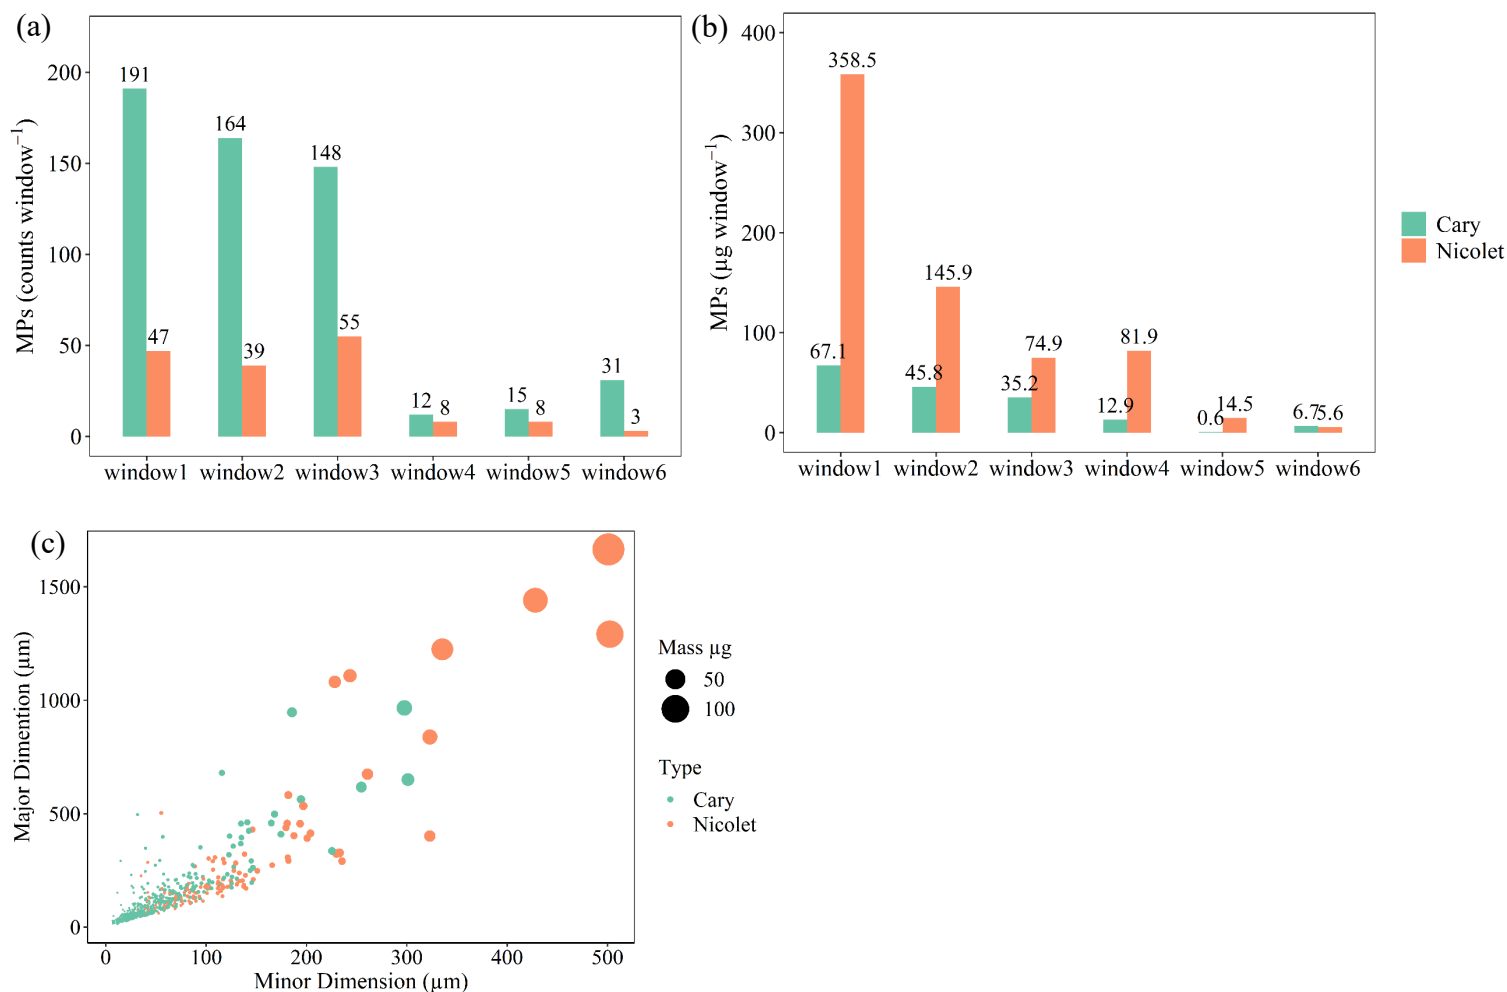 (a)
MPs (counts window⁻¹)
200
150
100
50
0
191
47
164
39
148
55
12
8
15
8
31
3
window1
window2
window3
window4
window5
window6
(b)
MPs (µg window⁻¹)
400
300
200
100
0
67.1
358.5
45.8
145.9
35.2
74.9
12.9
81.9
0.6
14.5
6.7
5.6
window1
window2
window3
window4
window5
window6
Cary
Nicolet
(c)
Major Dimention (µm)
1500
1000
500
0
0
100
200
300
400
500
Minor Dimension (µm)
Mass µg
50
100
Type
Cary
Nicolet